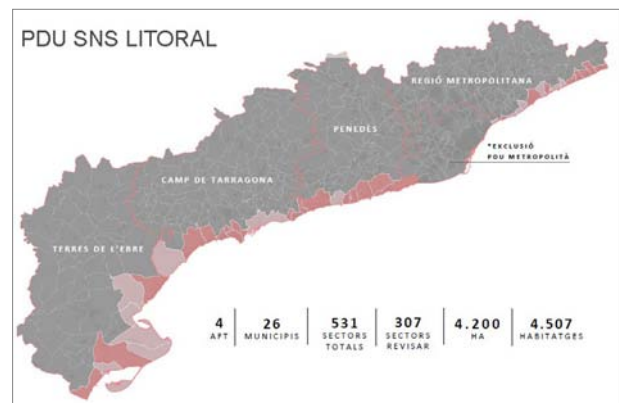 PDU SNS LITORAL
REGIÓ METROPOLITANA
PENEDÈS
*EXCLUSIÓ
PDU METROPOLITÀ
CAMP DE TARRAGONA
TERRES DE L'EBRE
4
APT
26
MUNICIPIS
531
SECTORS
TOTALS
307
SECTORS
REVISAR
4.200
HA
4.507
HABITATGES